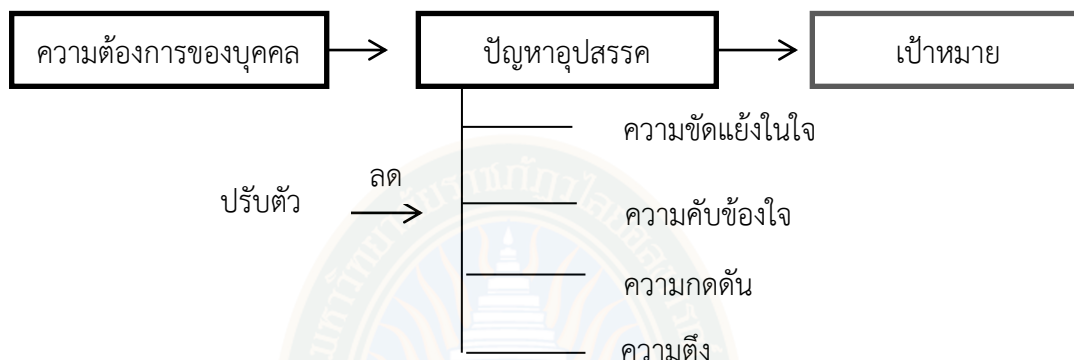 ความต้องการของบุคคล
ปัญหาอุปสรรค
เป้าหมาย
ความขัดแย้งในใจ
ลด
ปรับตัว
ความคับข้องใจ
ความกดดัน
ความตึง